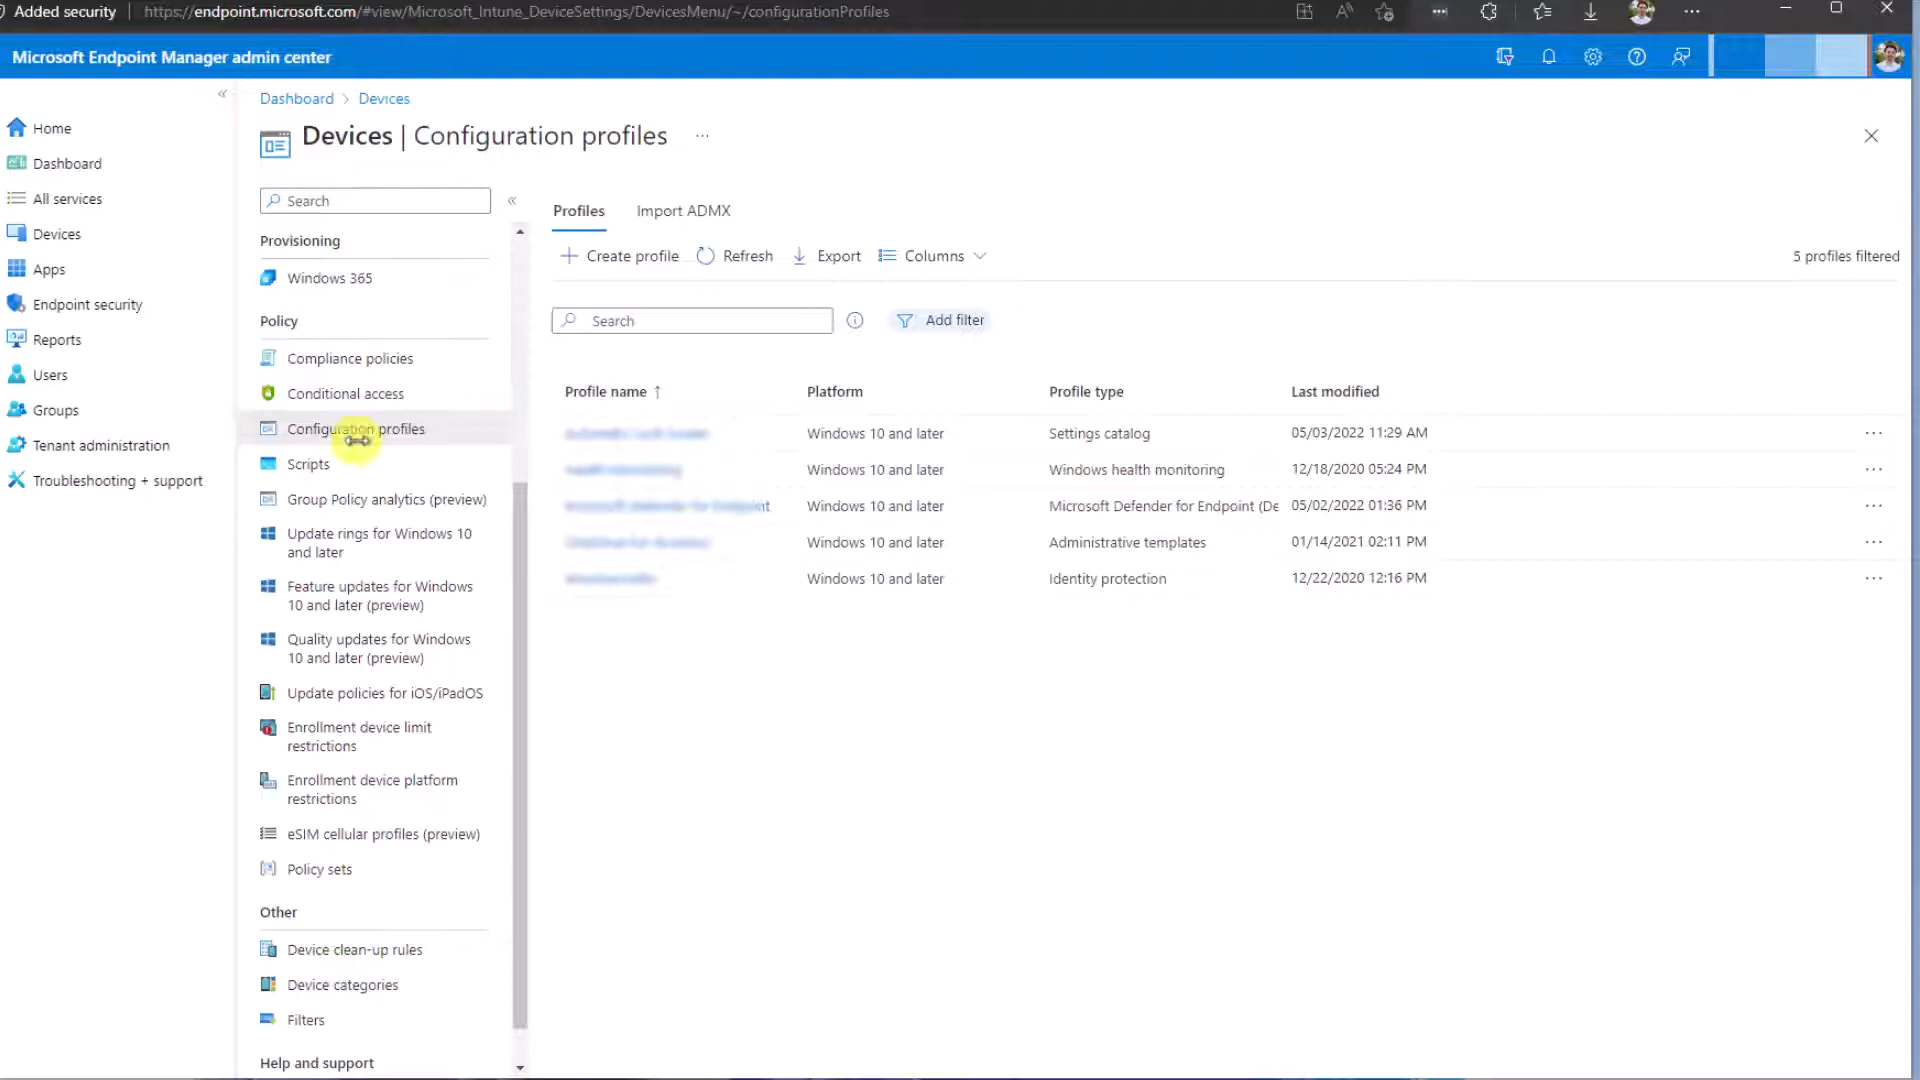 Added security
https://endpoint.microsoft.com/#view/Microsoft_Intune_DeviceSettings/DevicesMenu/~/configurationProfiles
Microsoft Endpoint Manager admin center
Home
Dashboard
All services
Devices
Apps
Endpoint security
Reports
Users
Groups
Tenant administration
Troubleshooting + support
Dashboard > Devices
Devices | Configuration profiles
Search
Provisioning
Windows 365
Policy
Compliance policies
Conditional access
Configuration profiles
Scripts
Group Policy analytics (preview)
Update rings for Windows 10
and later
Feature updates for Windows
10 and later (preview)
Quality updates for Windows
10 and later (preview)
Update policies for iOS/iPadOS
Enrollment device limit
restrictions
Enrollment device platform
restrictions
eSIM cellular profiles (preview)
Policy sets
Other
Device clean-up rules
Device categories
Filters
Help and support
Profiles Import ADMX
Create profile Refresh Export Columns 5 profiles filtered
Search Add filter
Profile name ↑ Platform Profile type Last modified
Windows 10 and later Settings catalog 05/03/2022 11:29 AM
Windows 10 and later Windows health monitoring 12/18/2020 05:24 PM
Windows 10 and later Microsoft Defender for Endpoint (De 05/02/2022 01:36 PM
Windows 10 and later Administrative templates 01/14/2021 02:11 PM
Windows 10 and later Identity protection 12/22/2020 12:16 PM